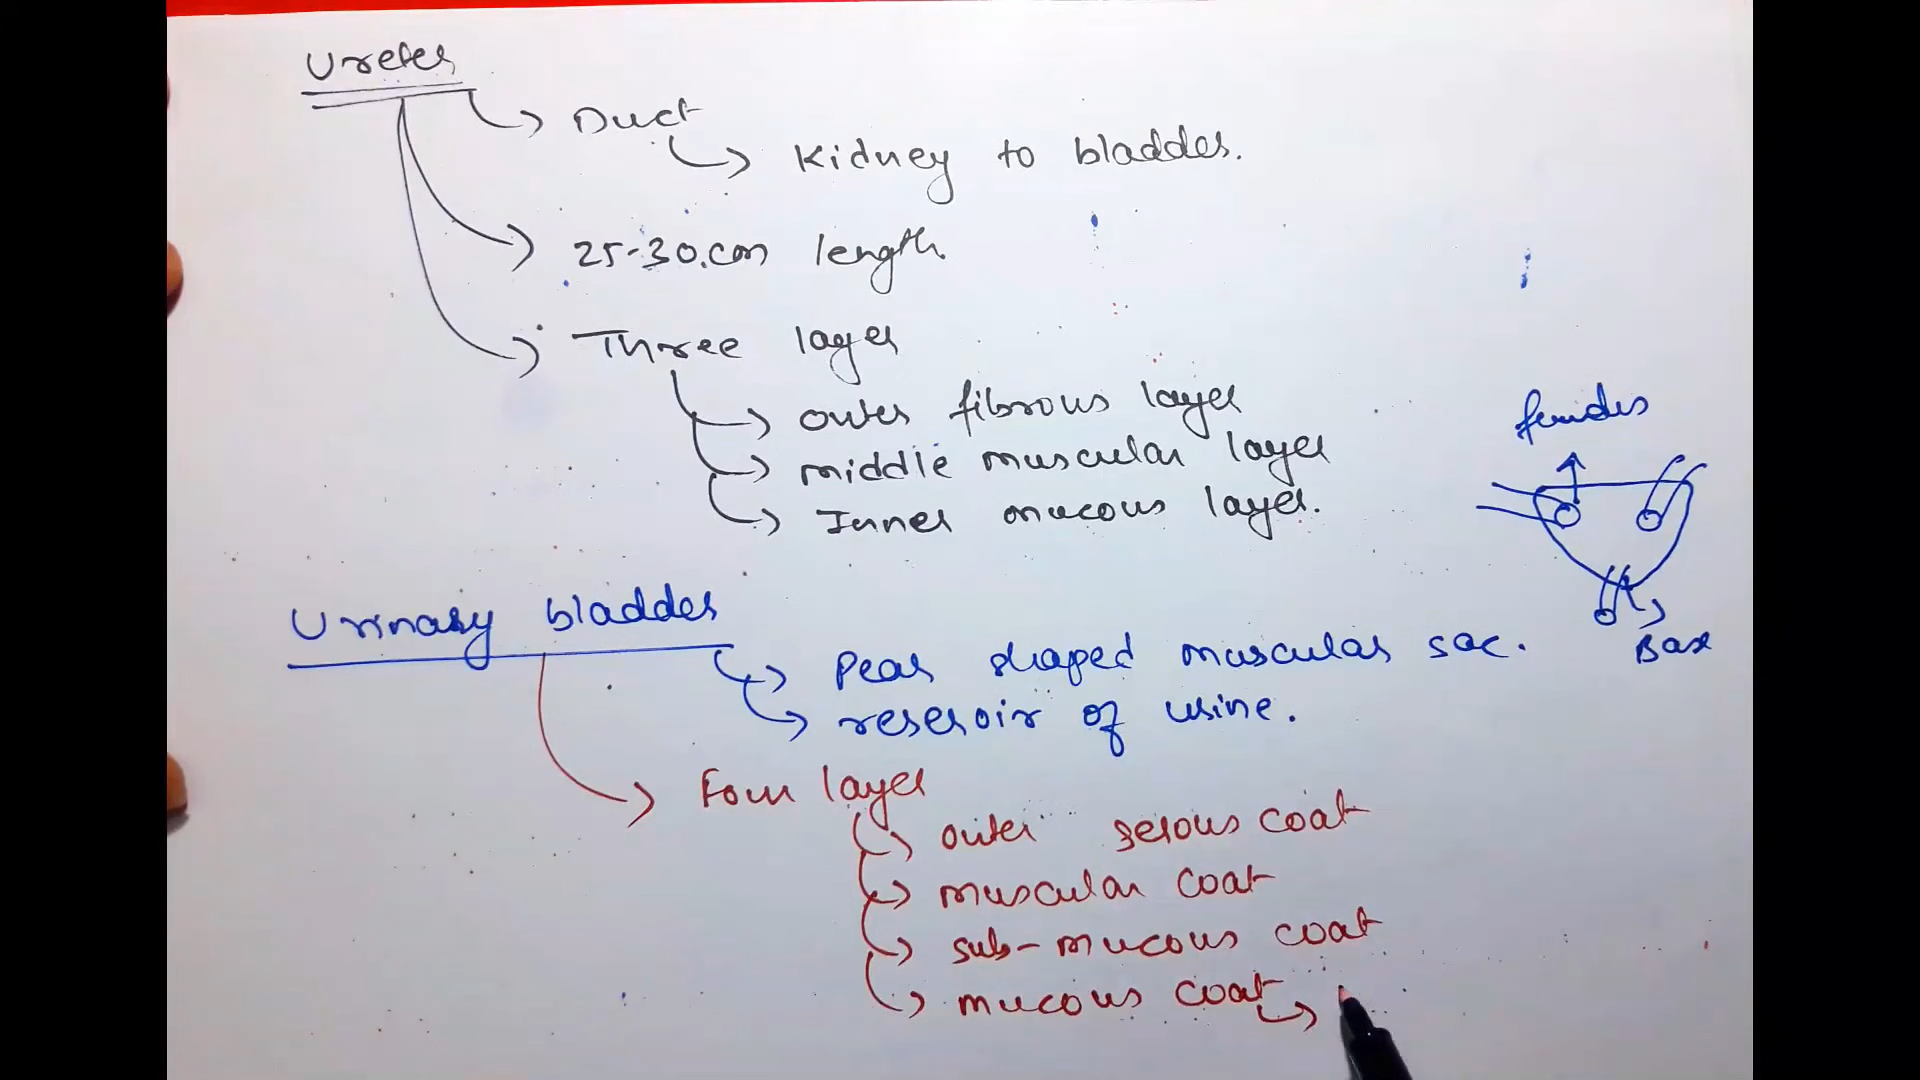 Ureter
Duct
Kidney to bladder.
25-30.cm length.
Three layer
outer fibrous layer
middle muscular layer
Inner mucous layer.
Urinary bladder
Pear shaped muscular sac.
reservoir of urine.
Four layer
outer serous coat
muscular coat
sub-mucous coat
mucous coat
Base